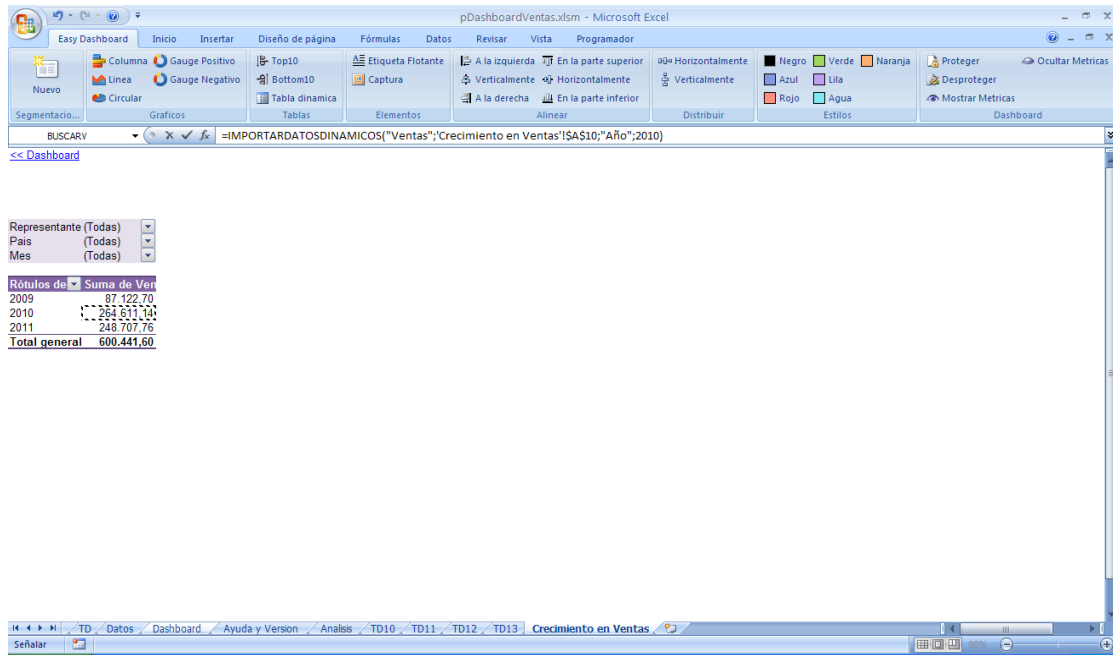 pDashboardVentas.xlsm - Microsoft Excel
Easy Dashboard Inicio Insertar Diseño de página Fórmulas Datos Revisar Vista Programador
Nuevo
Segmentacio...
Columna Gauge Positivo
Linea Gauge Negativo
Circular
Graficos
Top10
Bottom10
Tabla dinamica
Tablas
Etiqueta Flotante
Captura
Elementos
A la izquierda En la parte superior
Verticalmente Horizontalmente
A la derecha En la parte inferior
Alinear
Horizontalmente
Verticalmente
Distribuir
Negro Verde Naranja
Azul Lila
Rojo Agua
Estilos
Proteger Ocultar Metricas
Desproteger
Mostrar Metricas
Dashboard
BUSCARV fx =IMPORTARDATOSDINAMICOS("Ventas";'Crecimiento en Ventas'!$A$10;"Año";2010)
<< Dashboard
Representante (Todas)
Pais (Todas)
Mes (Todas)
Rótulos de Suma de Ven
2009 87.122,70
2010 264.611,14
2011 248.707,76
Total general 600.441,60
TD Datos Dashboard Ayuda y Version Analisis TD10 TD11 TD12 TD13 Crecimiento en Ventas
Señalar 80%